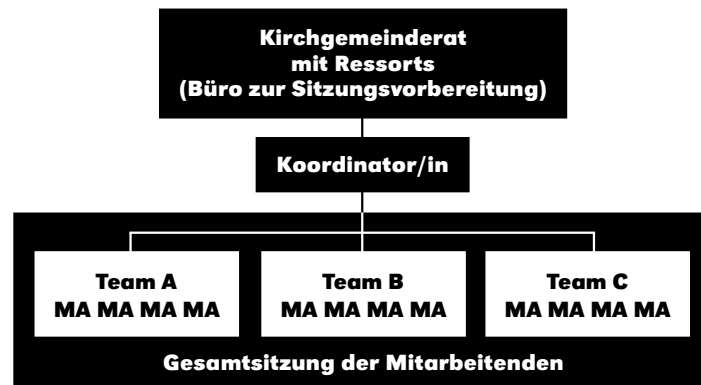 Kirchgemeinderat
mit Ressorts
(Büro zur Sitzungsvorbereitung)
Koordinator/in
Team A
MA MA MA MA
Team B
MA MA MA MA
Team C
MA MA MA MA
Gesamtsitzung der Mitarbeitenden